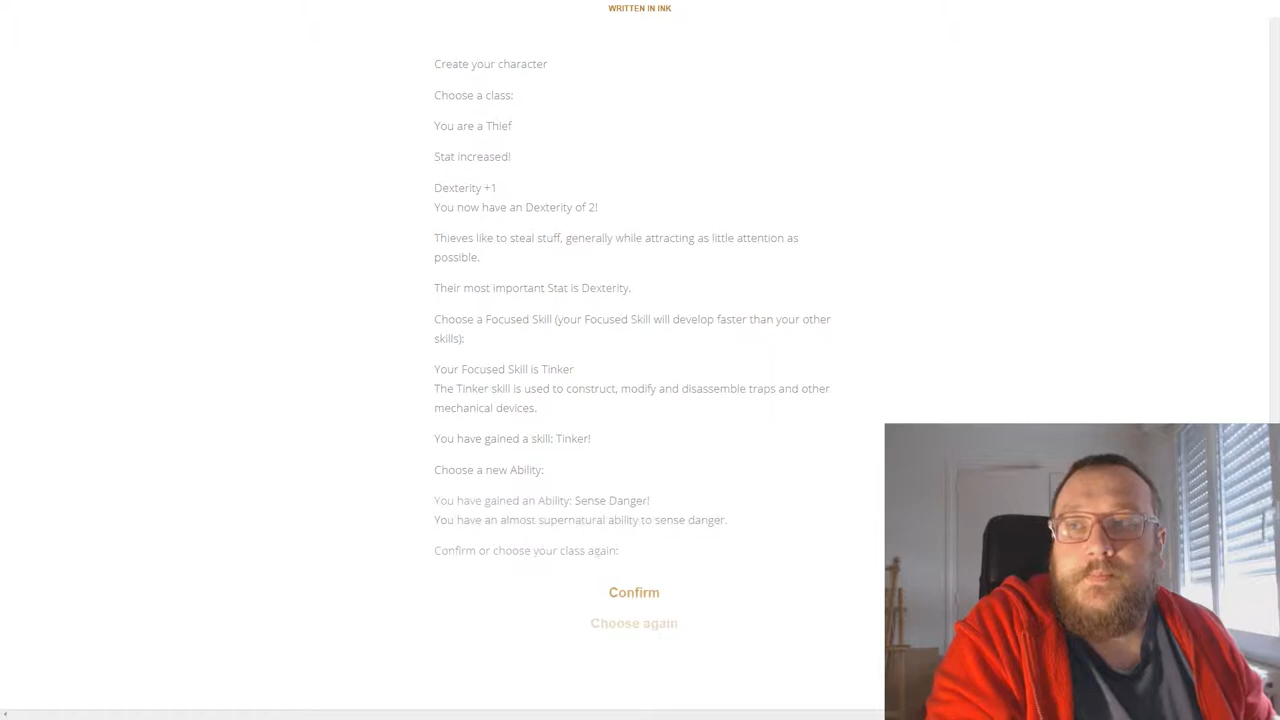 WRITTEN IN INK
Create your character
Choose a class:
You are a Thief
Stat increased!
Dexterity +1
You now have an Dexterity of 2!
Thieves like to steal stuff, generally while attracting as little attention as
possible.
Their most important Stat is Dexterity.
Choose a Focused Skill (your Focused Skill will develop faster than your other
skills):
Your Focused Skill is Tinker
The Tinker skill is used to construct, modify and disassemble traps and other
mechanical devices.
You have gained a skill: Tinker!
Choose a new Ability:
You have gained an Ability: Sense Danger!
You have an almost supernatural ability to sense danger.
Confirm or choose your class again:
Confirm
Choose again